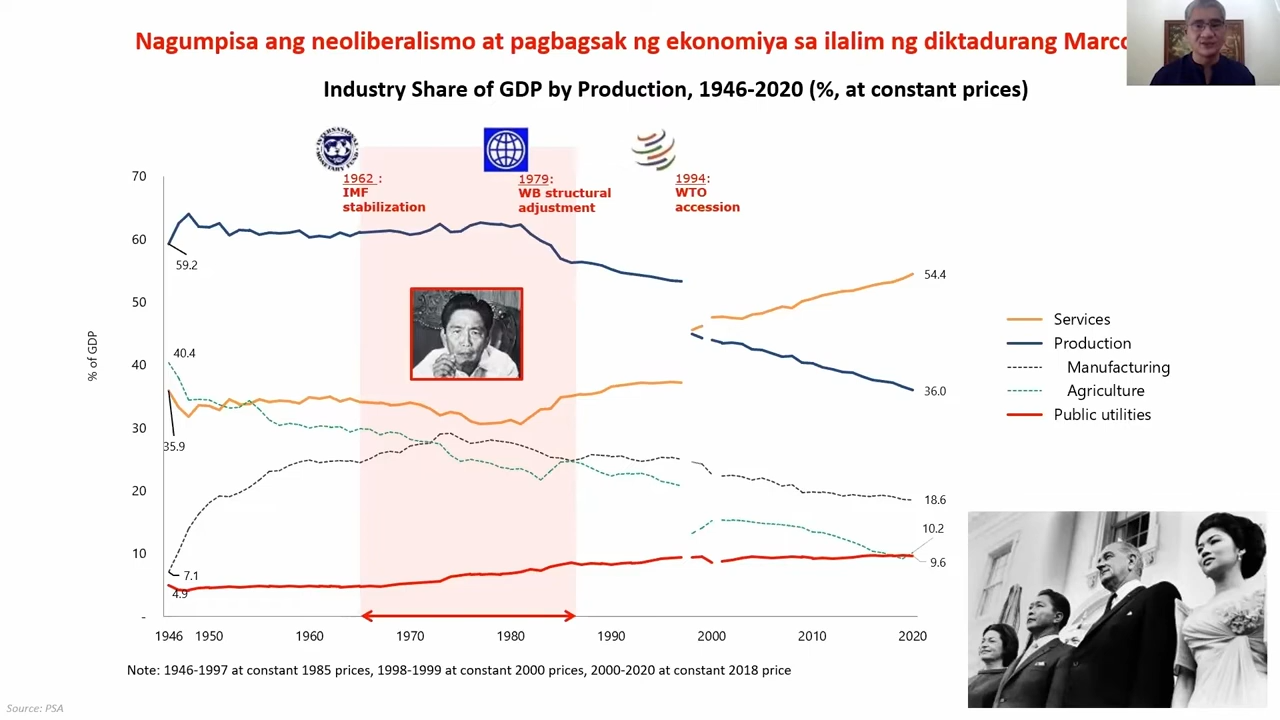 Nagumpisa ang neoliberalismo at pagbagsak ng ekonomiya sa ilalim ng diktadurang
Industry Share of GDP by Production, 1946-2020 (%, at constant prices)
INTERNATIONAL MONETARY FUND
1962 :
IMF
stabilization
1979:
WB structural
adjustment
1994:
WTO
accession
% of GDP
70
60
50
40
30
20
10
-
59.2
40.4
35.9
7.1
4.9
54.4
36.0
18.6
10.2
9.6
1946 1950 1960 1970 1980 1990 2000 2010 2020
Services
Production
Manufacturing
Agriculture
Public utilities
Note: 1946-1997 at constant 1985 prices, 1998-1999 at constant 2000 prices, 2000-2020 at constant 2018 price
Source: PSA